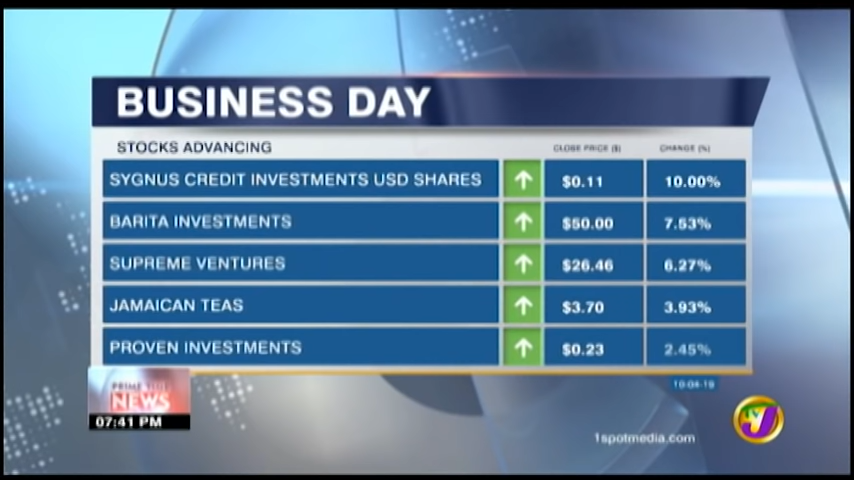 BUSINESS DAY
STOCKS ADVANCING CLOSE PRICE ($) CHANGE (%)
SYGNUS CREDIT INVESTMENTS USD SHARES $0.11 10.00%
BARITA INVESTMENTS $50.00 7.53%
SUPREME VENTURES $26.46 6.27%
JAMAICAN TEAS $3.70 3.93%
PROVEN INVESTMENTS $0.23 2.45%
10-04-19
PRIME TIME
NEWS
07:41 PM
1spotmedia.com
TVJ